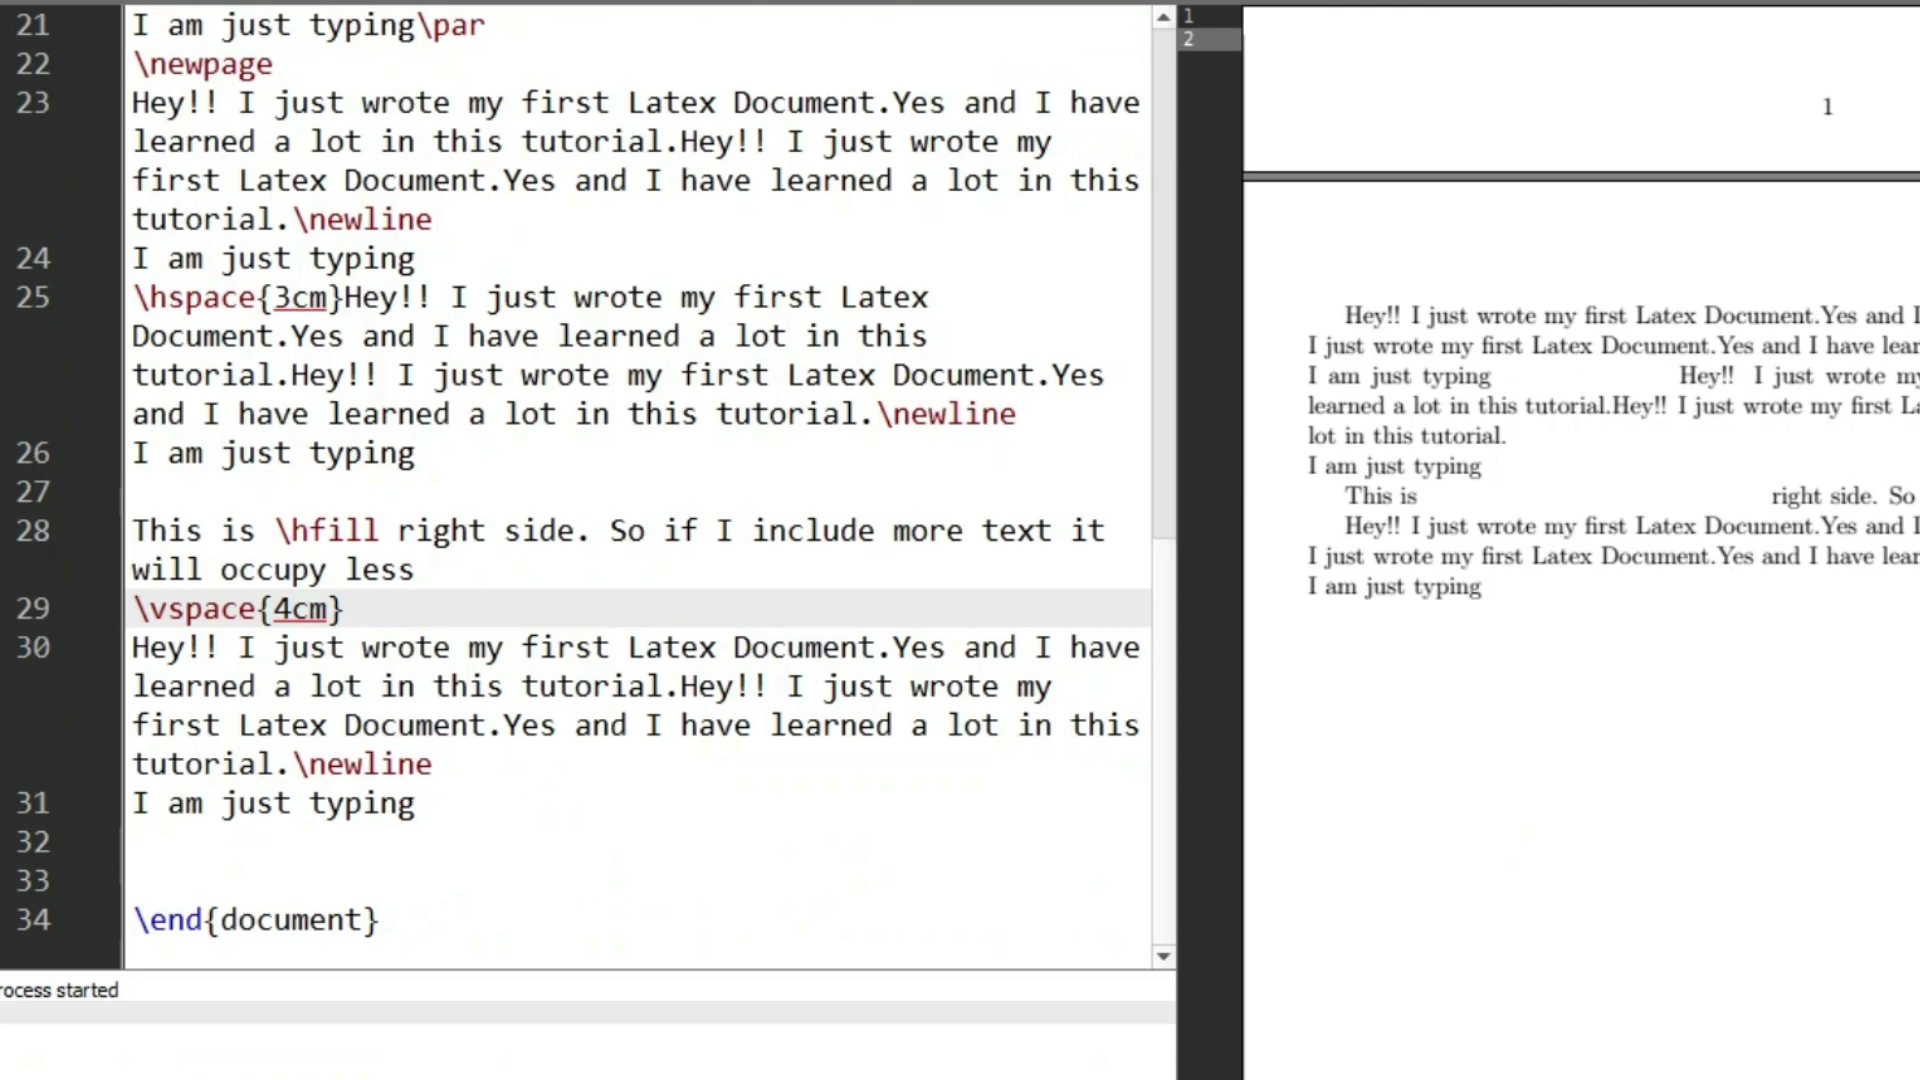 21 I am just typing\par
22 \newpage
23 Hey!! I just wrote my first Latex Document.Yes and I have
learned a lot in this tutorial.Hey!! I just wrote my
first Latex Document.Yes and I have learned a lot in this
tutorial.\newline
24 I am just typing
25 \hspace{3cm}Hey!! I just wrote my first Latex
Document.Yes and I have learned a lot in this
tutorial.Hey!! I just wrote my first Latex Document.Yes
and I have learned a lot in this tutorial.\newline
26 I am just typing
27
28 This is \hfill right side. So if I include more text it
will occupy less
29 \vspace{4cm}
30 Hey!! I just wrote my first Latex Document.Yes and I have
learned a lot in this tutorial.Hey!! I just wrote my
first Latex Document.Yes and I have learned a lot in this
tutorial.\newline
31 I am just typing
32
33
34 \end{document}
rocess started
1
2
1
Hey!! I just wrote my first Latex Document.Yes and I
I just wrote my first Latex Document.Yes and I have lear
I am just typing Hey!! I just wrote my
learned a lot in this tutorial.Hey!! I just wrote my first La
lot in this tutorial.
I am just typing
This is right side. So
Hey!! I just wrote my first Latex Document.Yes and I
I just wrote my first Latex Document.Yes and I have lear
I am just typing